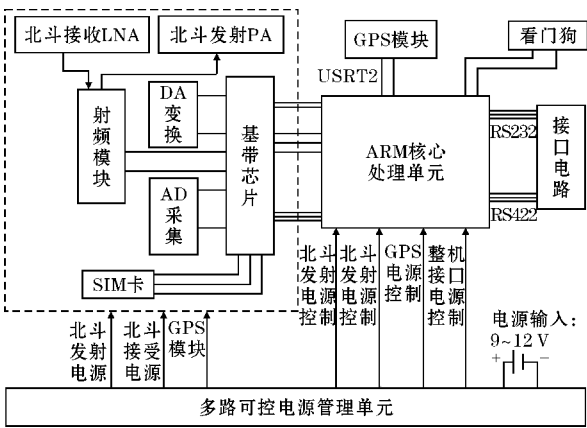 北斗接收LNA
北斗发射PA
GPS模块
看门狗
USRT2
射频模块
DA
变换
AD
采集
基带芯片
ARM核心
处理单元
RS232
RS422
接口电路
SIM卡
北斗
发射
电源
控制
北斗
发射
电源
控制
GPS
电源
控制
整机
接口
电源
控制
北斗
发射
电源
北斗
接受
电源
GPS
模块
电源输入:
9~12 V
+ −
多路可控电源管理单元